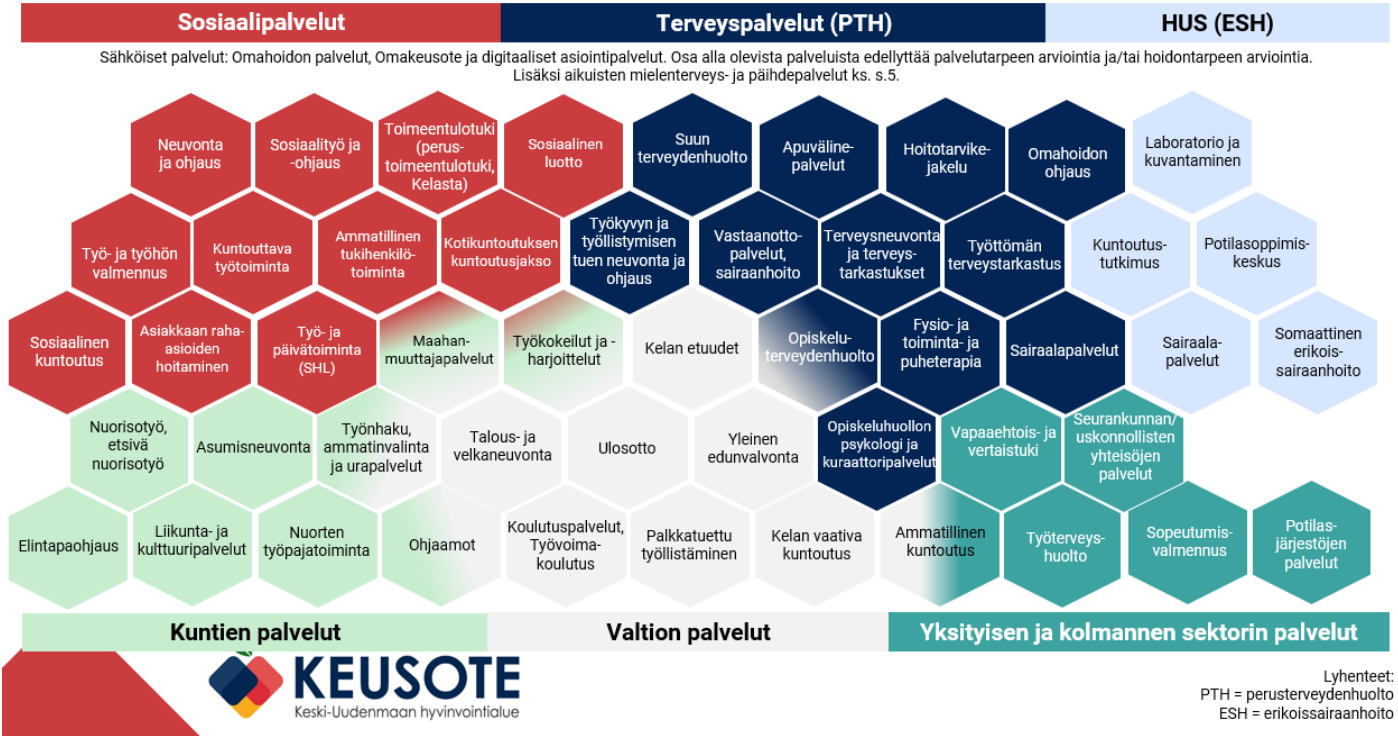 Sosiaalipalvelut
Terveyspalvelut (PTH)
HUS (ESH)
Sähköiset palvelut: Omahoidon palvelut, Omakeusote ja digitaaliset asiointipalvelut. Osa alla olevista palveluista edellyttää palvelutarpeen arviointia ja/tai hoidontarpeen arviointia.
Lisäksi aikuisten mielenterveys- ja päihdepalvelut ks. s.5.
Neuvonta
ja ohjaus
Sosiaalityö ja
-ohjaus
Toimeentulotuki
(perus-
toimeentulotuki,
Kelasta)
Sosiaalinen
luotto
Suun
terveydenhuolto
Apuväline-
palvelut
Hoitotarvike-
jakelu
Omahoidon
ohjaus
Laboratorio ja
kuvantaminen
Työ- ja työhön
valmennus
Kuntouttava
työtoiminta
Ammatillinen
tukihenkilö-
toiminta
Kotikuntoutuksen
kuntoutusjakso
Työkyvyn ja
työllistymisen
tuen neuvonta ja
ohjaus
Vastaanotto-
palvelut,
sairaanhoito
Terveysneuvonta
ja terveys-
tarkastukset
Työttömän
terveystarkastus
Kuntoutus-
tutkimus
Potilasoppimis-
keskus
Sosiaalinen
kuntoutus
Asiakkaan raha-
asioiden
hoitaminen
Työ- ja
päivätoiminta
(SHL)
Maahan-
muuttajapalvelut
Työkokeilut ja -
harjoittelut
Kelan etuudet
Opiskelu-
terveydenhuolto
Fysio- ja
toiminta- ja
puheterapia
Sairaalapalvelut
Sairaala-
palvelut
Somaattinen
erikois-
sairaanhoito
Nuorisotyö,
etsivä
nuorisotyö
Asumisneuvonta
Työnhaku,
ammatinvalinta
ja urapalvelut
Talous- ja
velkaneuvonta
Ulosotto
Yleinen
edunvalvonta
Opiskeluhuollon
psykologi ja
kuraattoripalvelut
Vapaaehtois- ja
vertaistuki
Seurankunnan/
uskonnollisten
yhteisöjen
palvelut
Elintapaohjaus
Liikunta- ja
kulttuuripalvelut
Nuorten
työpajatoiminta
Ohjaamot
Koulutuspalvelut,
Työvoima-
koulutus
Palkkatuettu
työllistäminen
Kelan vaativa
kuntoutus
Ammatillinen
kuntoutus
Työterveys-
huolto
Sopeutumis-
valmennus
Potilas-
järjestöjen
palvelut
Kuntien palvelut
Valtion palvelut
Yksityisen ja kolmannen sektorin palvelut
KEUSOTE
Keski-Uudenmaan hyvinvointialue
Lyhenteet:
PTH = perusterveydenhuolto
ESH = erikoissairaanhoito